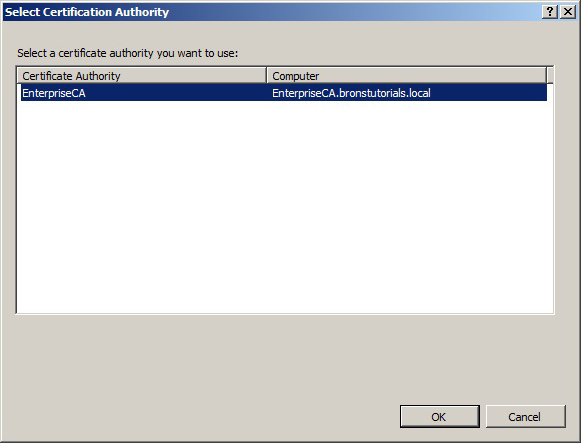 Select Certification Authority
Select a certificate authority you want to use:
Certificate Authority Computer
EnterpriseCA EnterpriseCA.bronstutorials.local
OK Cancel